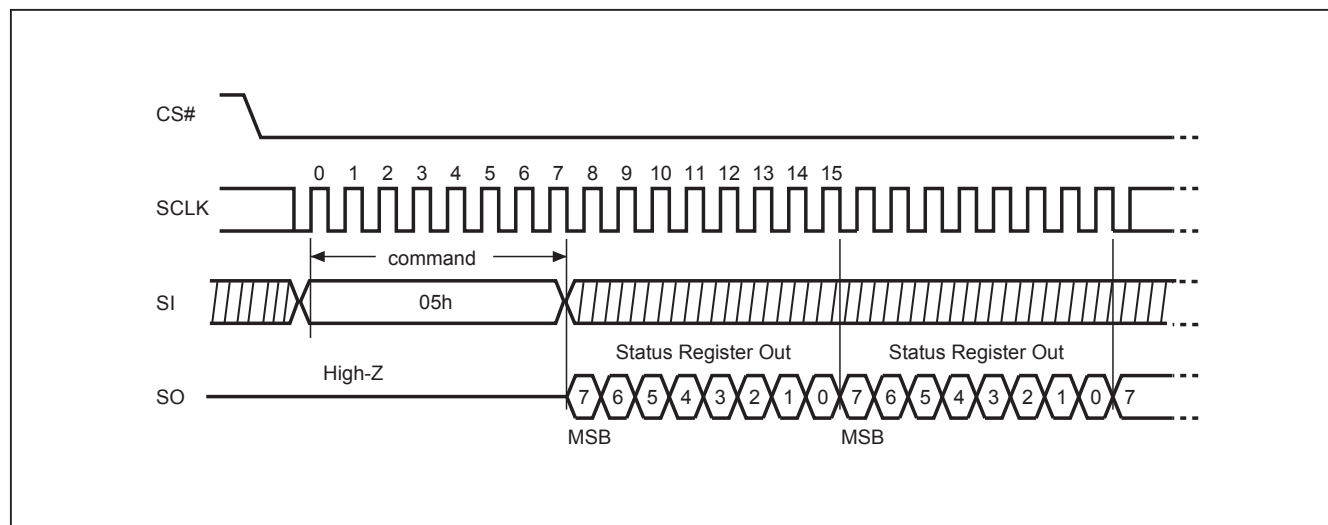 CS#
0 1 2 3 4 5 6 7 8 9 10 11 12 13 14 15
SCLK
command
SI
05h
Status Register Out Status Register Out
High-Z
SO
7 6 5 4 3 2 1 0 7 6 5 4 3 2 1 0 7
MSB MSB